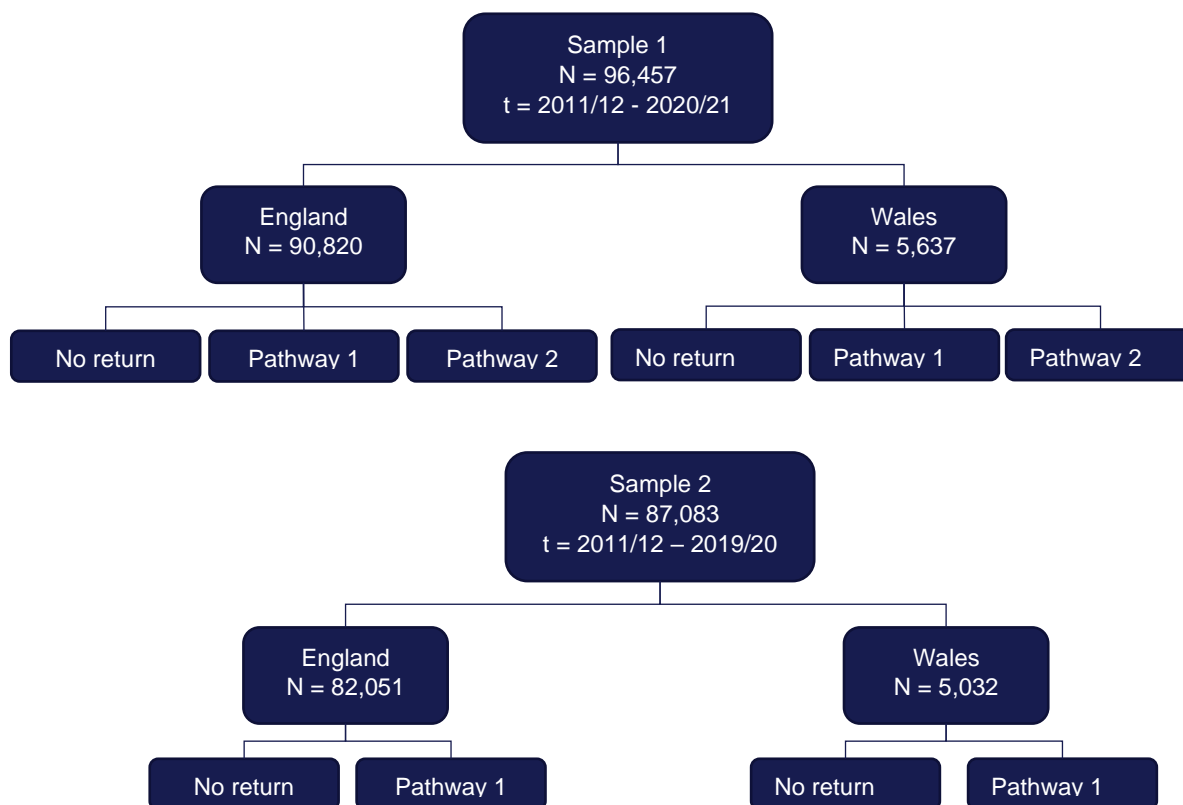 Sample 1
N = 96,457
t = 2011/12 - 2020/21
England
N = 90,820
Wales
N = 5,637
No return
Pathway 1
Pathway 2
No return
Pathway 1
Pathway 2
Sample 2
N = 87,083
t = 2011/12 – 2019/20
England
N = 82,051
Wales
N = 5,032
No return
Pathway 1
No return
Pathway 1